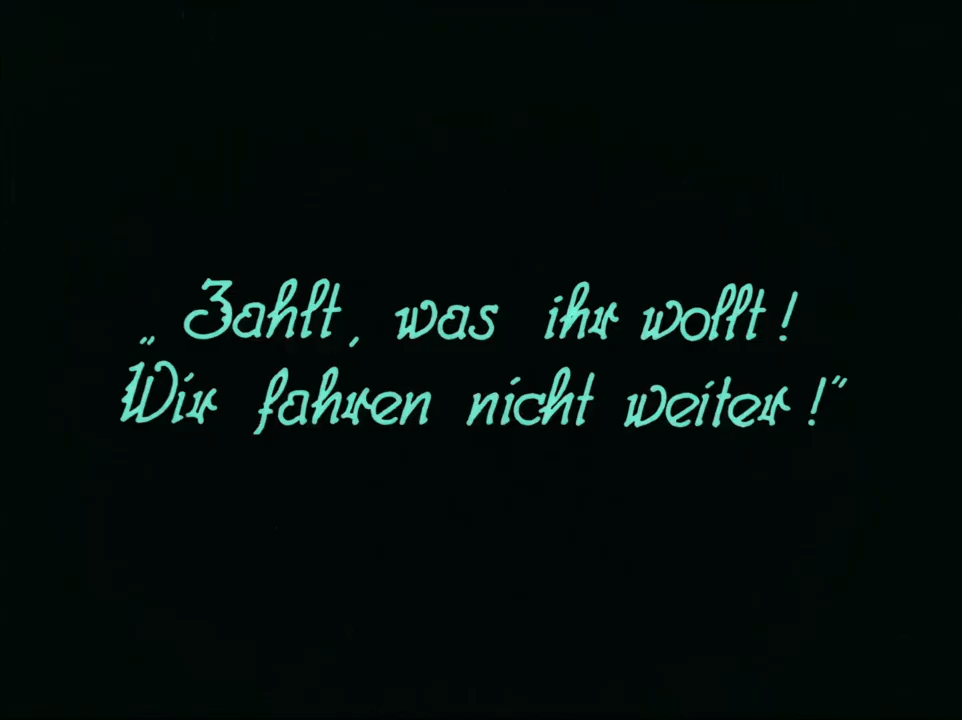 „Zahlt, was ihr wollt!
Wir fahren nicht weiter!”